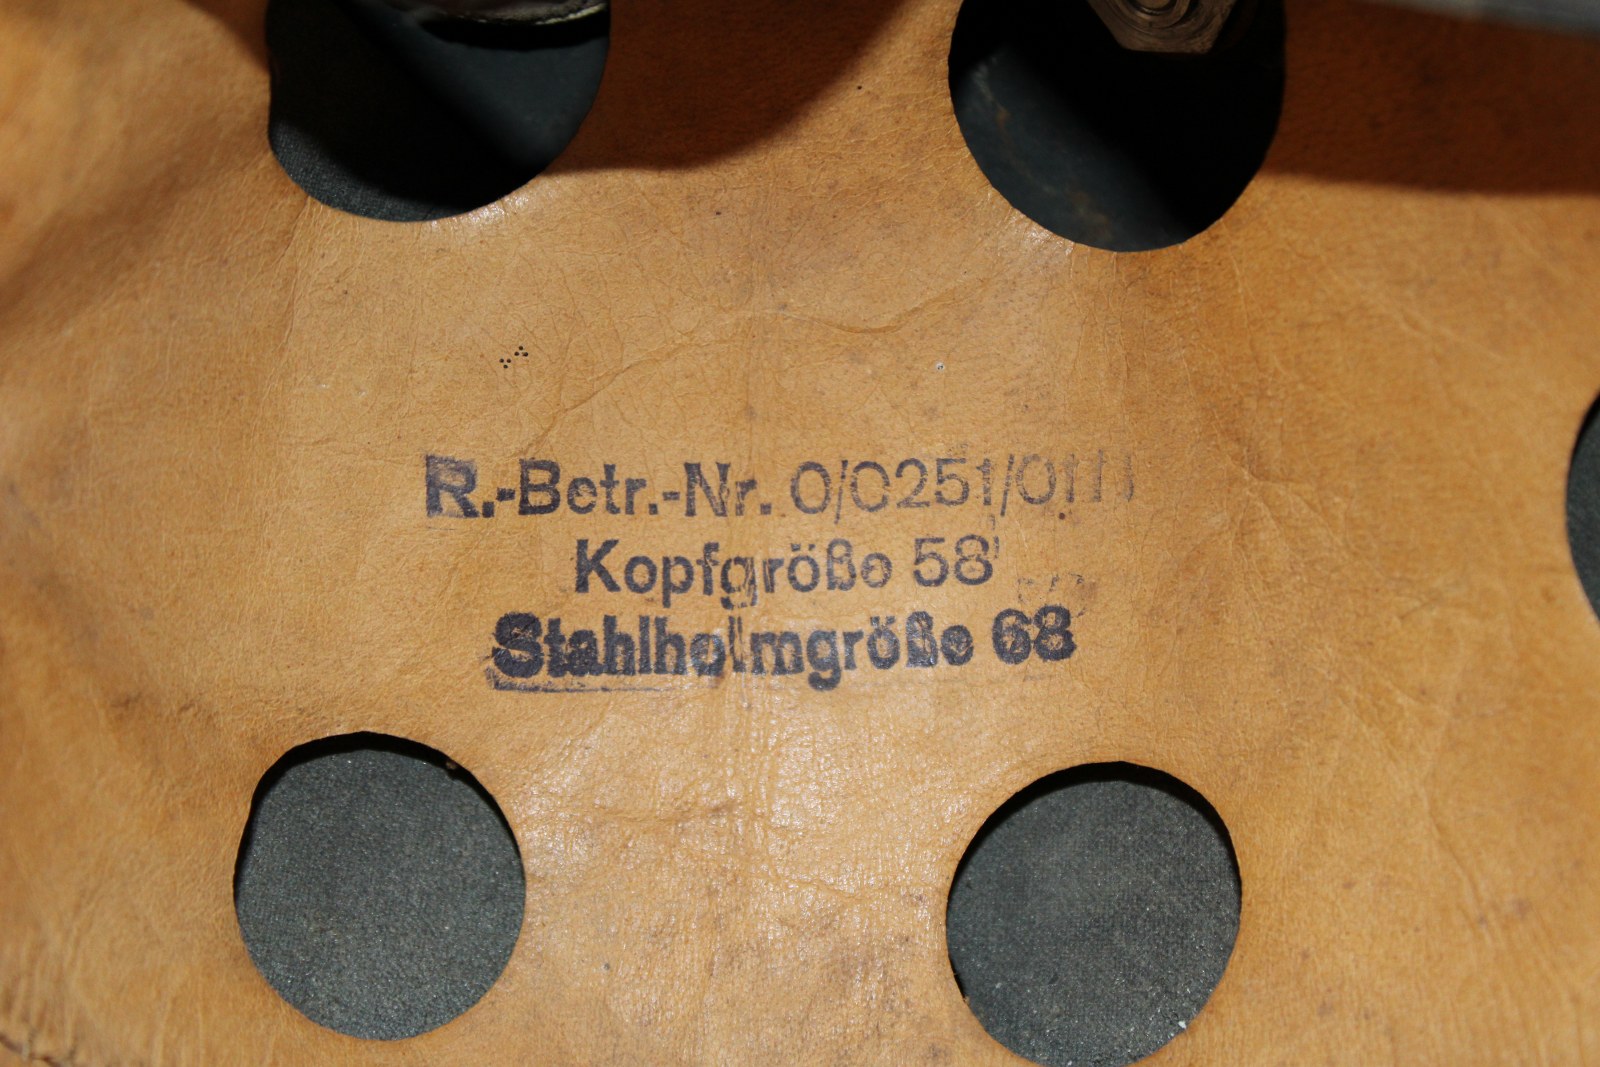 R.-Betr.-Nr. 0/0251/0111
Kopfgröße 58
Stahlhelmgröße 68